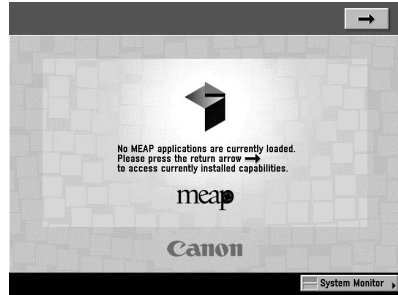 No MEAP applications are currently loaded.
Please press the return arrow →
to access currently installed capabilities.
meap
Canon
System Monitor